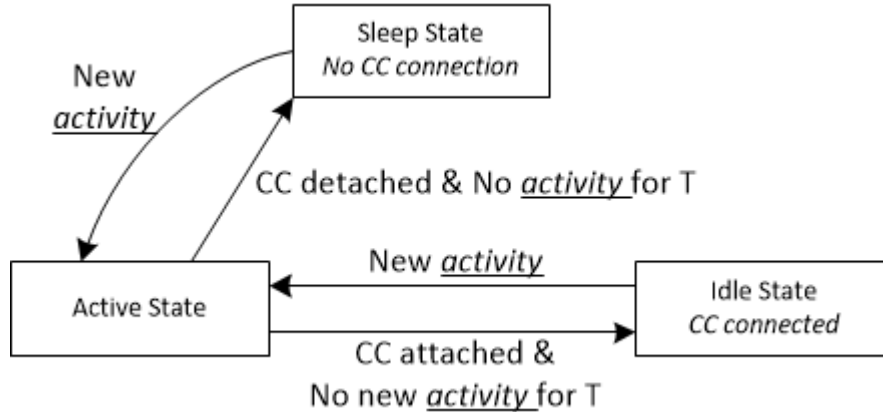 Sleep State
No CC connection
New
activity
CC detached & No activity for T
New activity
Active State
Idle State
CC connected
CC attached &
No new activity for T